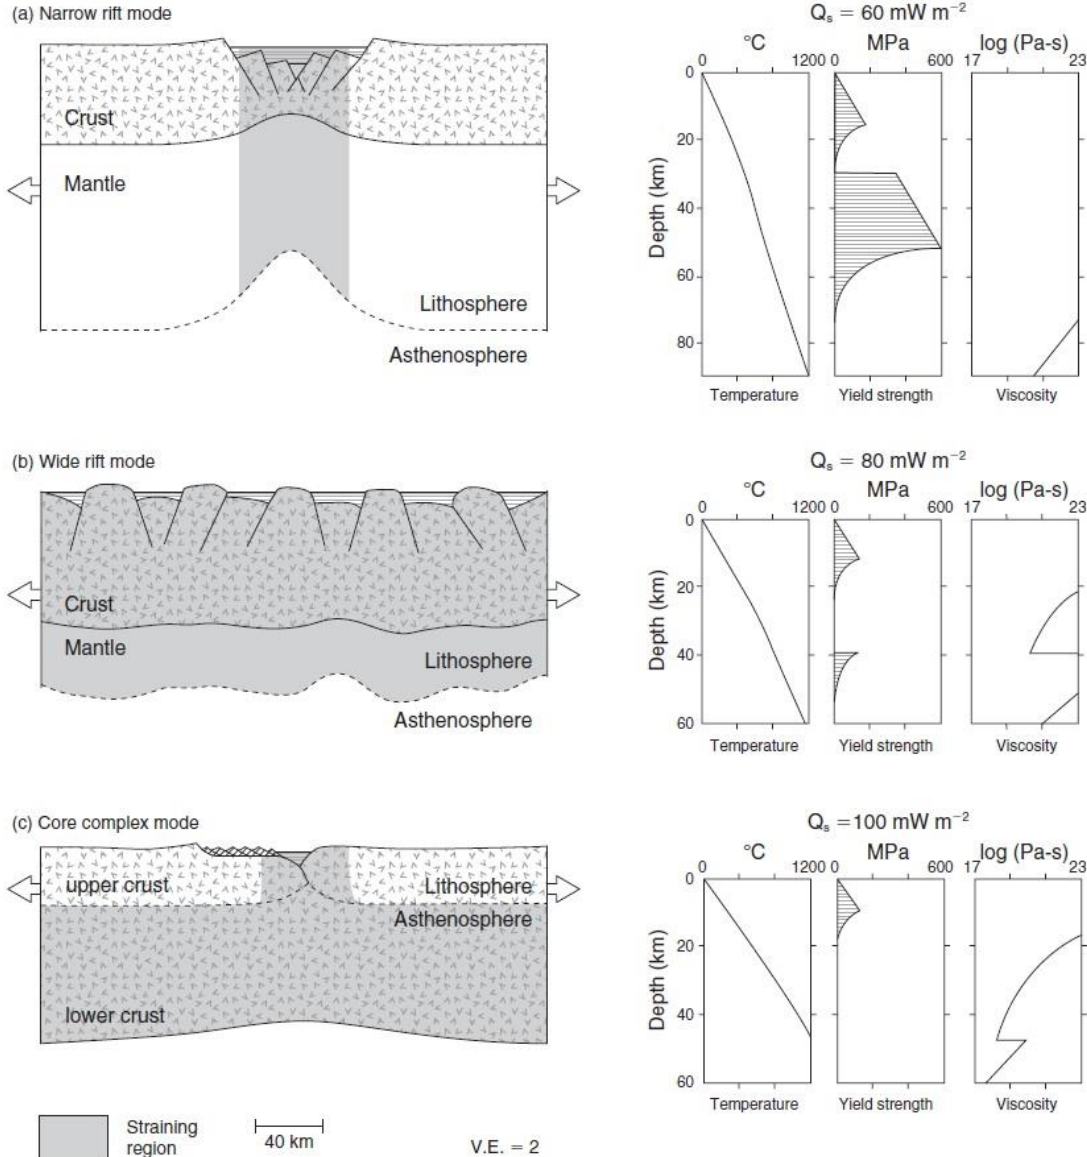 (a) Narrow rift mode
Crust
Mantle
Lithosphere
Asthenosphere
Qs = 60 mW m−2
°C
MPa
log (Pa-s)
0 1200 0 600 17 23
Depth (km)
0
20
40
60
80
Temperature
Yield strength
Viscosity
(b) Wide rift mode
Crust
Mantle
Lithosphere
Asthenosphere
Qs = 80 mW m−2
°C
MPa
log (Pa-s)
0 1200 0 600 17 23
Depth (km)
0
20
40
60
Temperature
Yield strength
Viscosity
(c) Core complex mode
upper crust
Lithosphere
Asthenosphere
lower crust
Qs =100 mW m−2
°C
MPa
log (Pa-s)
0 1200 0 600 17 23
Depth (km)
0
20
40
60
Temperature
Yield strength
Viscosity
Straining
region
40 km
V.E. = 2